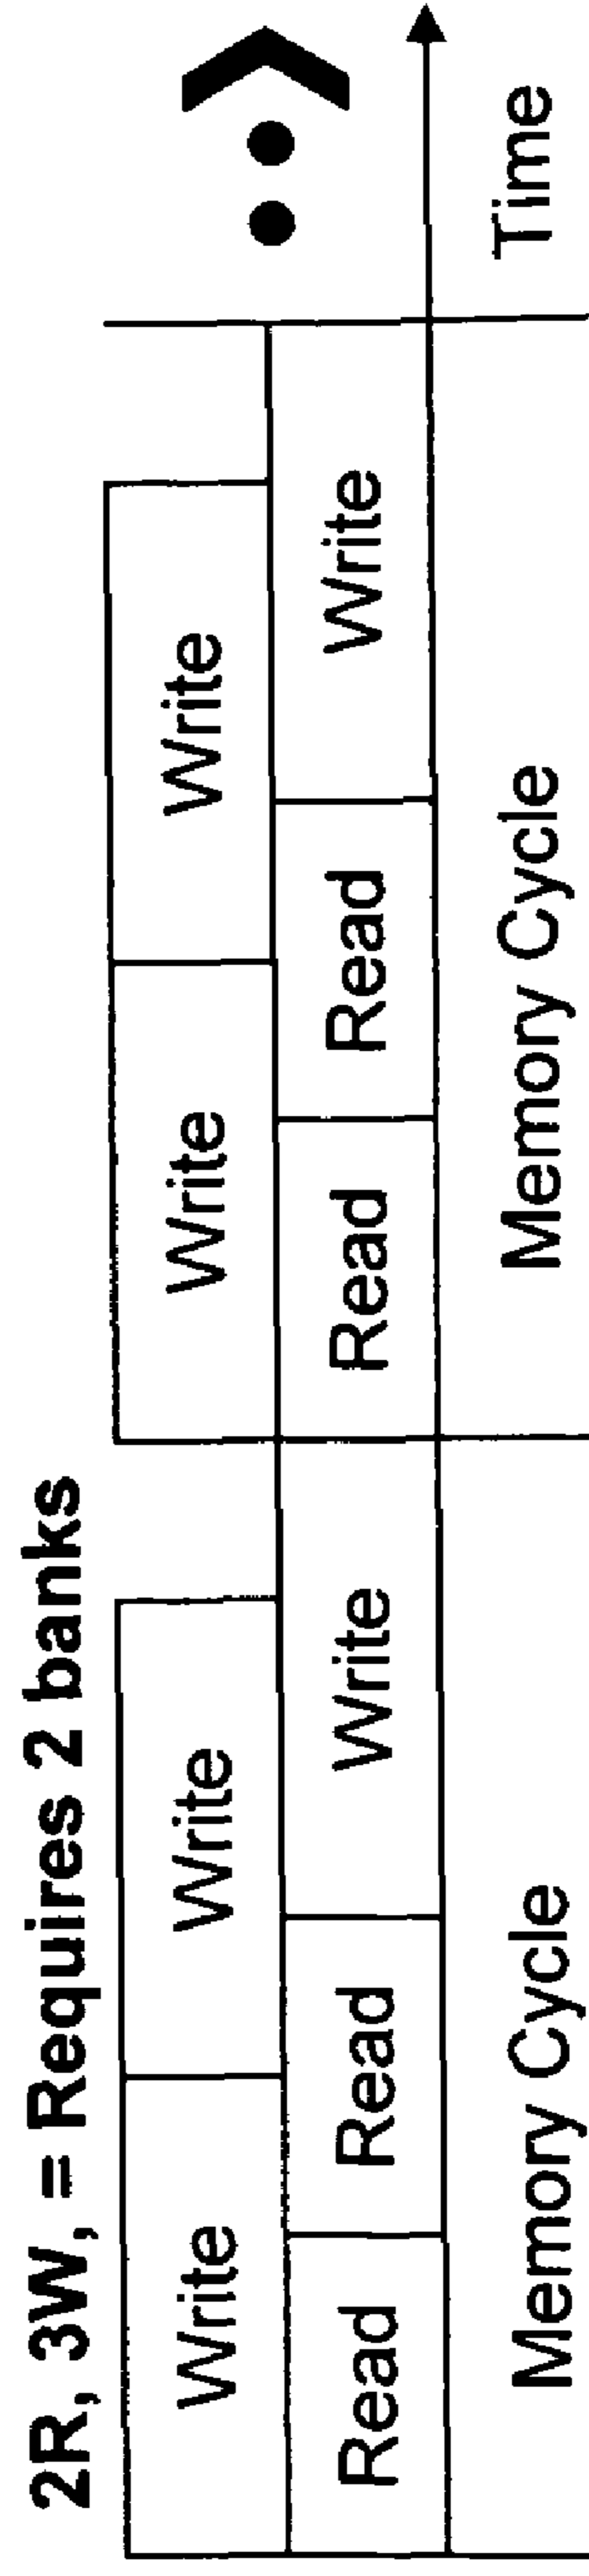 2R, 3W, = Requires 2 banks
Write Write Write Write
Read Read Write Read Read Write
Memory Cycle Memory Cycle Time